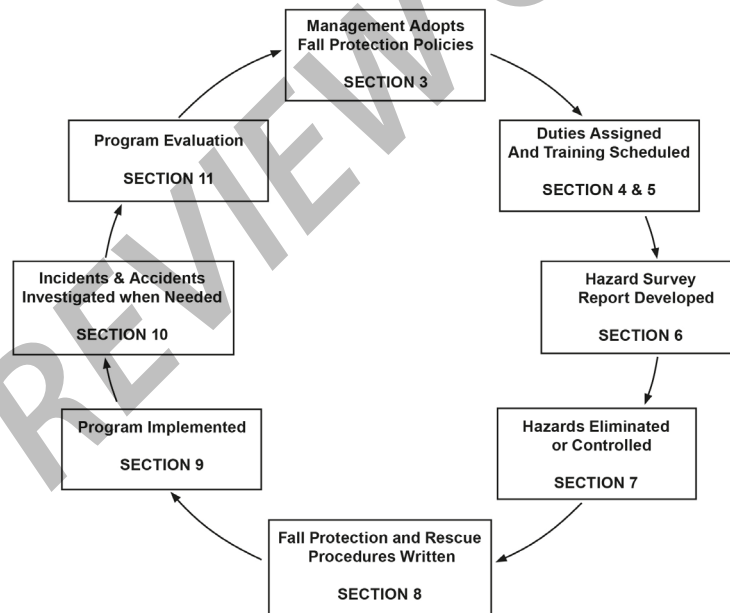 Management Adopts
Fall Protection Policies
SECTION 3
Duties Assigned
And Training Scheduled
SECTION 4 & 5
Hazard Survey
Report Developed
SECTION 6
Hazards Eliminated
or Controlled
SECTION 7
Fall Protection and Rescue
Procedures Written
SECTION 8
Program Implemented
SECTION 9
Incidents & Accidents
Investigated when Needed
SECTION 10
Program Evaluation
SECTION 11
REVIEW